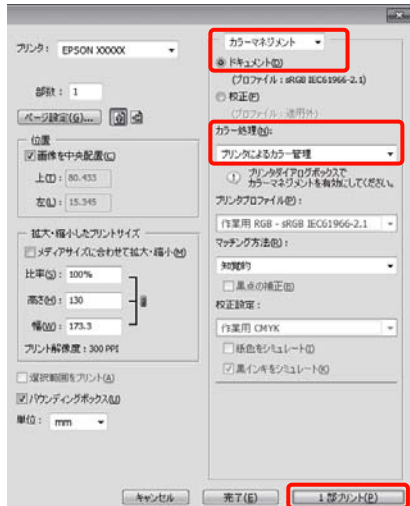 プリンタ: EPSON XXXXX
部数: 1
ページ設定(G)...
位置
画像を中央配置(C)
上(T): 80.433
左(L): 15.345
拡大・縮小したプリントサイズ
メディアサイズに合わせて拡大・縮小(M)
比率(S): 100%
高さ(H): 130
幅(W): 173.3
プリント解像度: 300 PPI
選択範囲をプリント(A)
バウンディングボックス(U)
単位: mm
カラーマネジメント
ドキュメント(D)
(プロファイル: sRGB IEC61966-2.1)
校正(F)
(プロファイル: 適用外)
カラー処理(N):
プリンタによるカラー管理
プリンタダイアログボックスで
カラーマネジメントを有効にしてください。
プリンタプロファイル(P):
作業用 RGB - sRGB IEC61966-2.1
マッチング方法(R):
知覚的
黒点の補正(B)
校正設定:
作業用 CMYK
紙色をシミュレート(I)
黒インキをシミュレート(K)
キャンセル
完了(E)
1 部プリント(P)